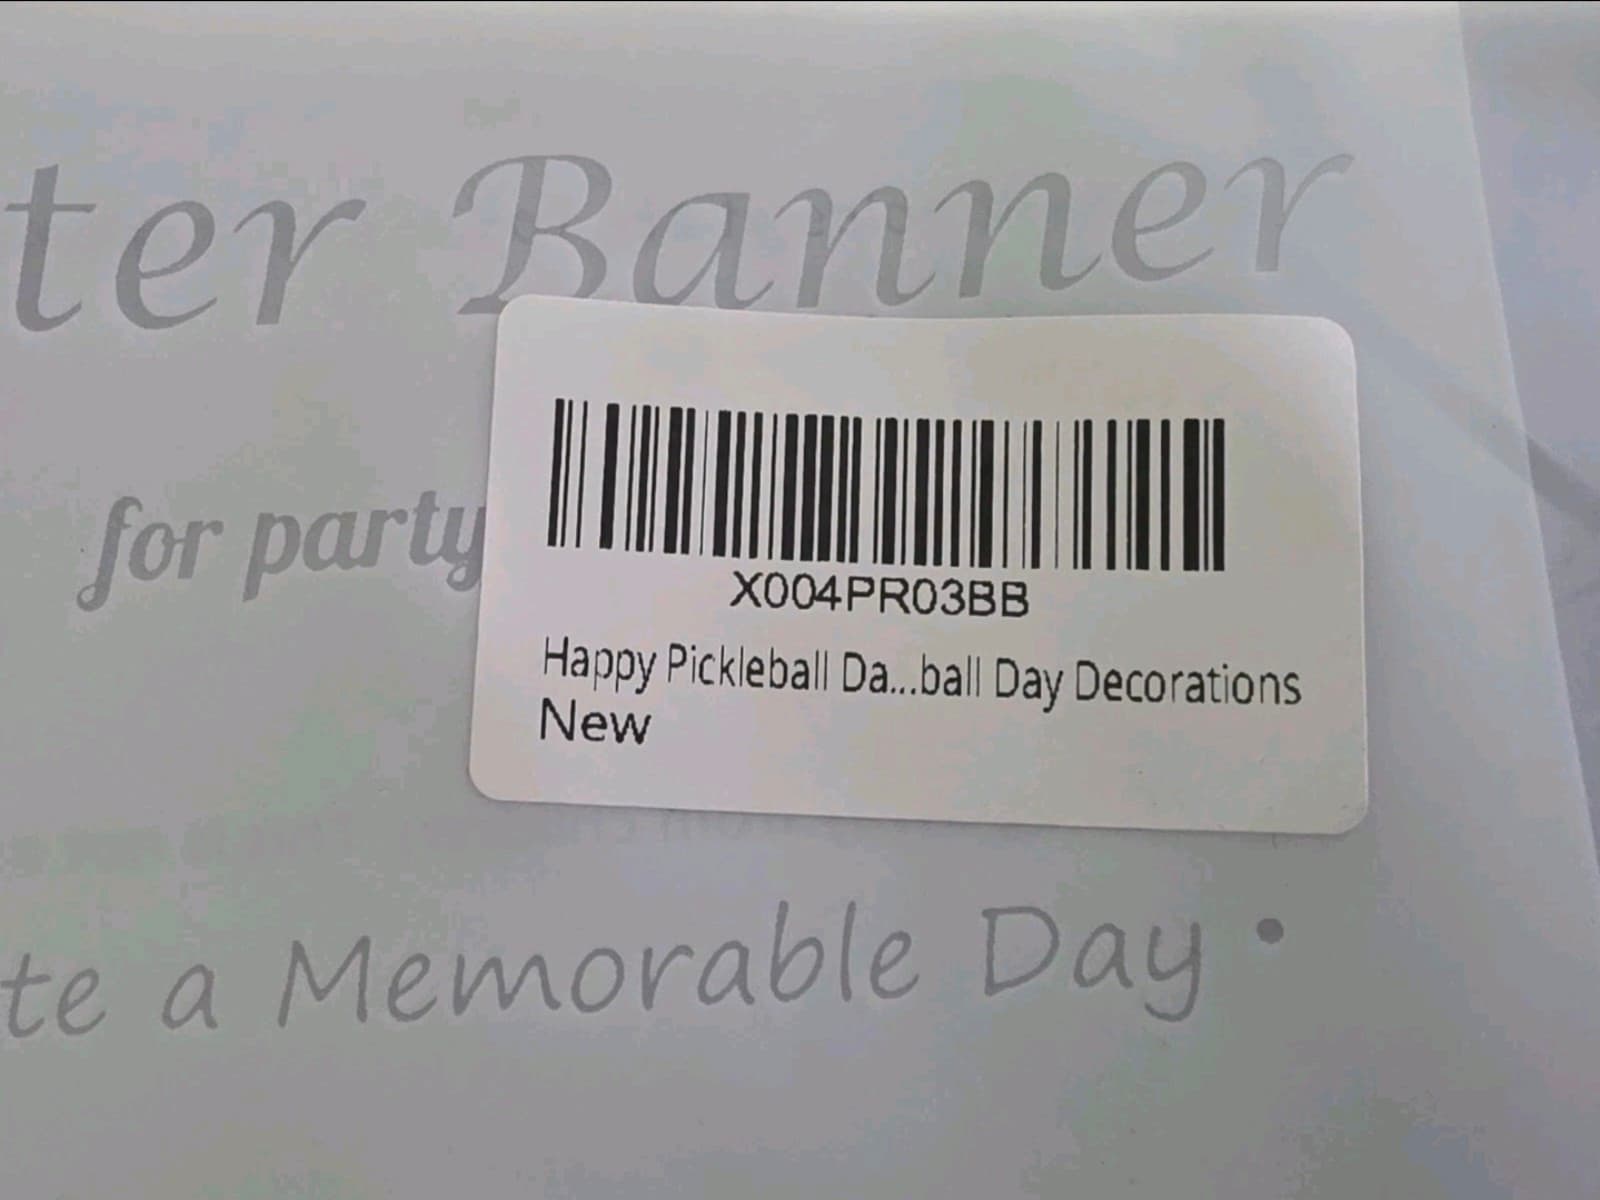 ter Banner
for party
X004PR03BB
Happy Pickleball Da...ball Day Decorations
New
te a Memorable Day •